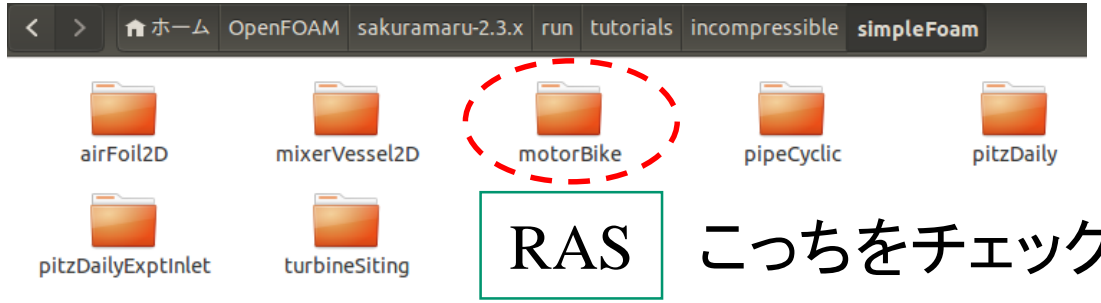 ホーム OpenFOAM sakuramaru-2.3.x run tutorials incompressible simpleFoam
airFoil2D mixerVessel2D motorBike pipeCyclic pitzDaily
pitzDailyExptInlet turbineSiting
RAS こっちをチェック